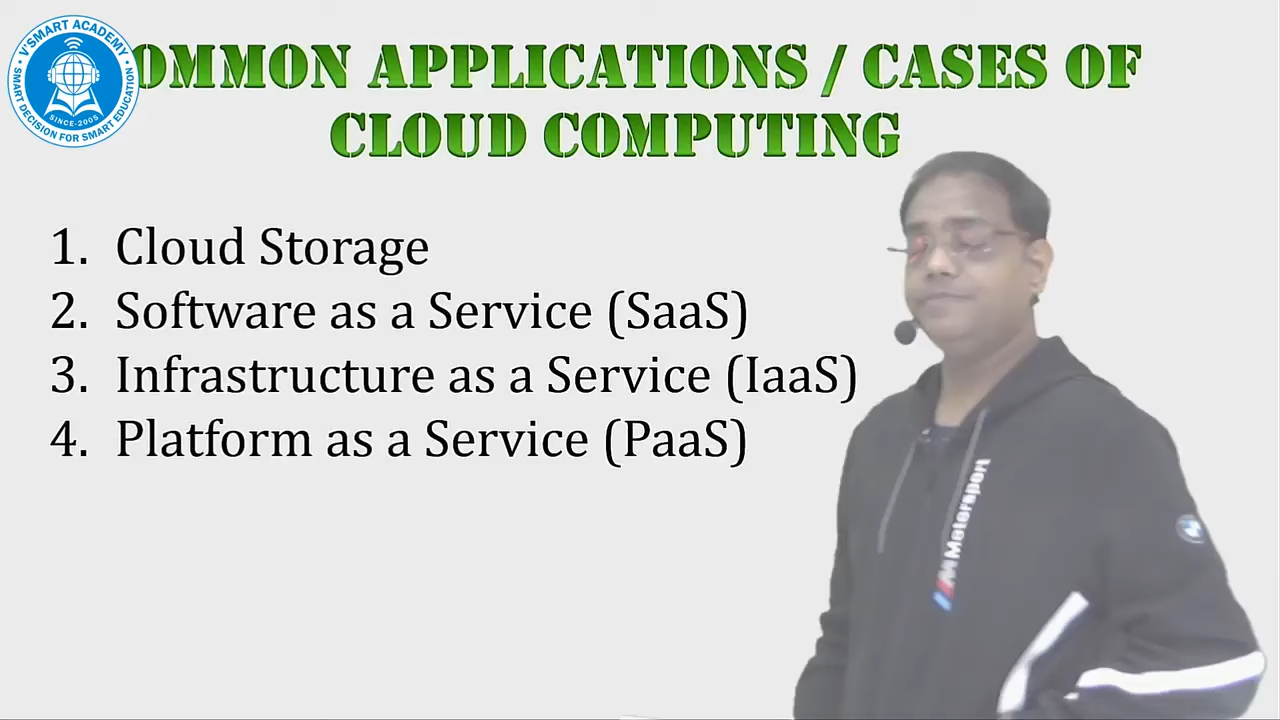 V'SMART ACADEMY
SMART DECISION FOR SMART EDUCATION
SINCE-2005
OMMON APPLICATIONS / CASES OF
CLOUD COMPUTING
1. Cloud Storage
2. Software as a Service (SaaS)
3. Infrastructure as a Service (IaaS)
4. Platform as a Service (PaaS)
M Motorsport